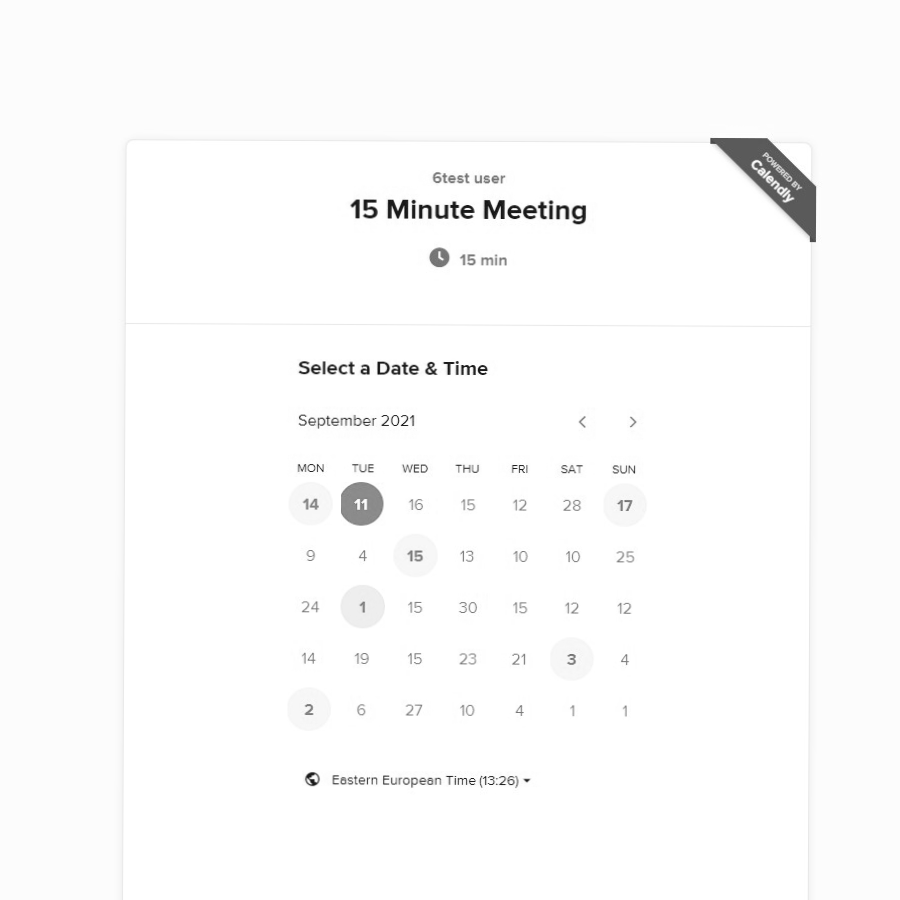 POWERED BY
Calendly
6test user
15 Minute Meeting
15 min
Select a Date & Time
September 2021
MON TUE WED THU FRI SAT SUN
14 11 16 15 12 28 17
9 4 15 13 10 10 25
24 1 15 30 15 12 12
14 19 15 23 21 3 4
2 6 27 10 4 1 1
Eastern European Time (13:26)